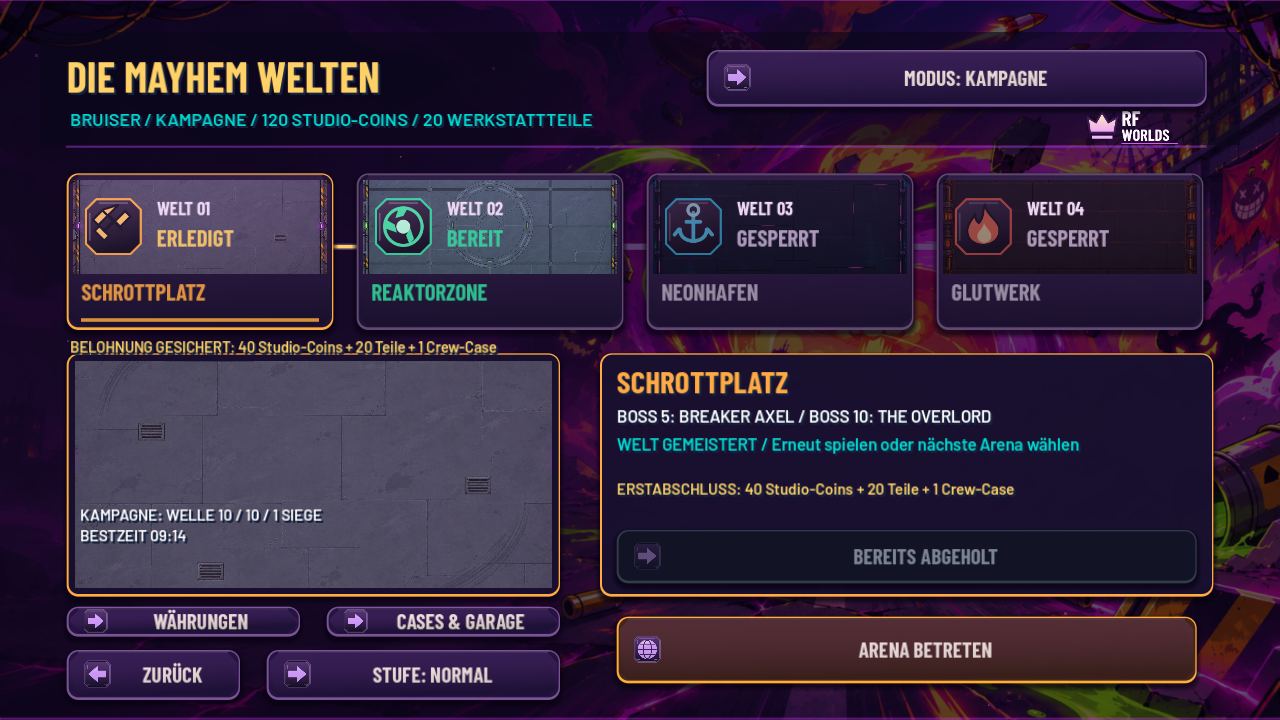 DIE MAYHEM WELTEN
MODUS: KAMPAGNE
BRUISER / KAMPAGNE / 120 STUDIO-COINS / 20 WERKSTATTTEILE
RF
WORLDS
WELT 01
ERLEDIGT
SCHROTTPLATZ
WELT 02
BEREIT
REAKTORZONE
WELT 03
GESPERRT
NEONHAFEN
WELT 04
GESPERRT
GLUTWERK
BELOHNUNG GESICHERT: 40 Studio-Coins + 20 Teile + 1 Crew-Case
KAMPAGNE: WELLE 10 / 10 / 1 SIEGE
BESTZEIT 09:14
SCHROTTPLATZ
BOSS 5: BREAKER AXEL / BOSS 10: THE OVERLORD
WELT GEMEISTERT / Erneut spielen oder nächste Arena wählen
ERSTABSCHLUSS: 40 Studio-Coins + 20 Teile + 1 Crew-Case
BEREITS ABGEHOLT
WÄHRUNGEN
CASES & GARAGE
ZURÜCK
STUFE: NORMAL
ARENA BETRETEN